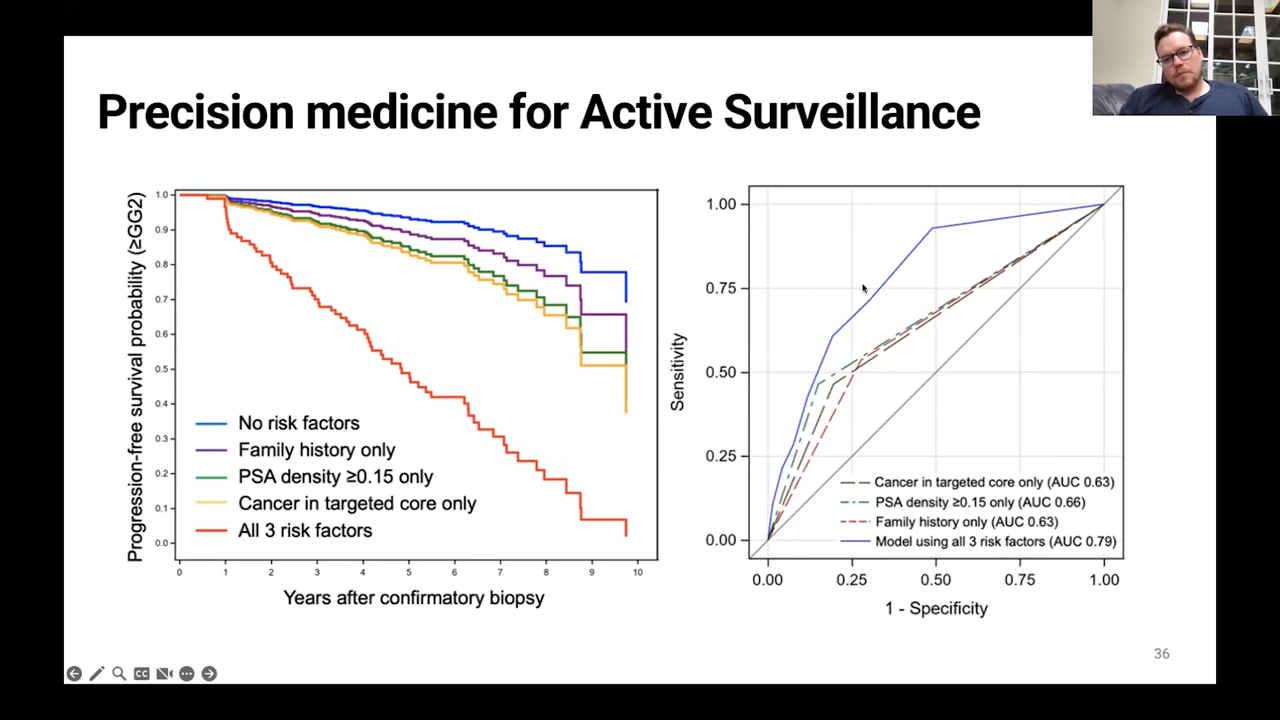 Precision medicine for Active Surveillance
Progression-free survival probability (≥GG2)
1.0
0.9
0.8
0.7
0.6
0.5
0.4
0.3
0.2
0.1
0.0
No risk factors
Family history only
PSA density ≥0.15 only
Cancer in targeted core only
All 3 risk factors
0 1 2 3 4 5 6 7 8 9 10
Years after confirmatory biopsy
Sensitivity
1.00
0.75
0.50
0.25
0.00
Cancer in targeted core only (AUC 0.63)
PSA density ≥0.15 only (AUC 0.66)
Family history only (AUC 0.63)
Model using all 3 risk factors (AUC 0.79)
0.00 0.25 0.50 0.75 1.00
1 - Specificity
36
CC